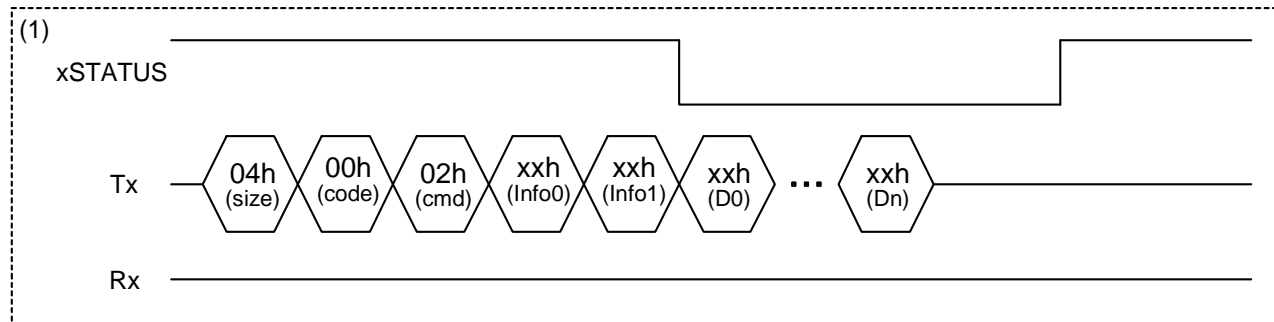 (1)
xSTATUS
Tx
04h
(size)
00h
(code)
02h
(cmd)
xxh
(Info0)
xxh
(Info1)
xxh
(D0)
...
xxh
(Dn)
Rx